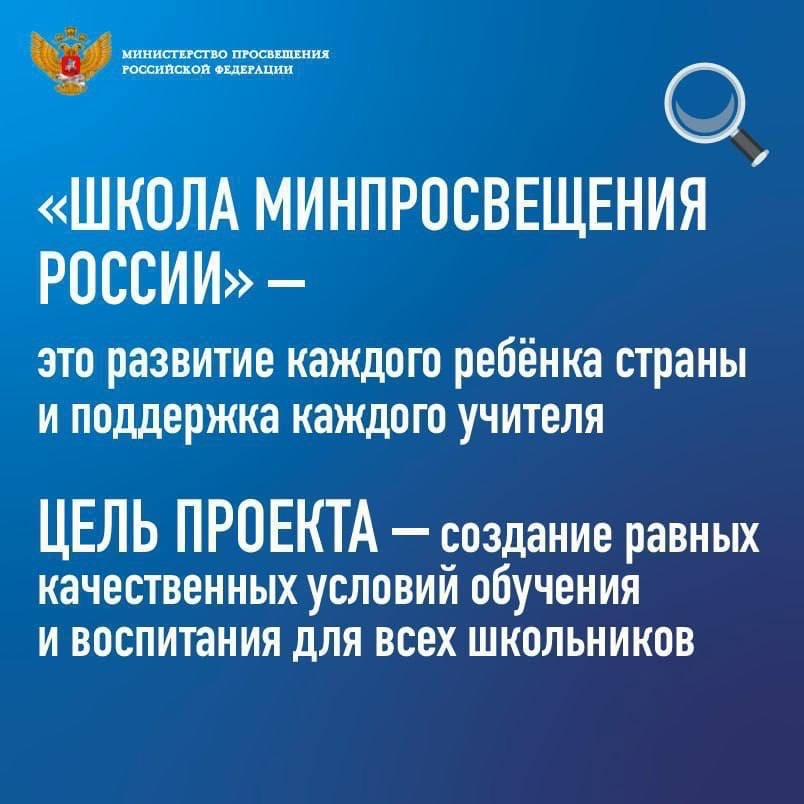 МИНИСТЕРСТВО ПРОСВЕЩЕНИЯ
РОССИЙСКОЙ ФЕДЕРАЦИИ
«ШКОЛА МИНПРОСВЕЩЕНИЯ
РОССИИ» –
это развитие каждого ребёнка страны
и поддержка каждого учителя
ЦЕЛЬ ПРОЕКТА – создание равных
качественных условий обучения
и воспитания для всех школьников